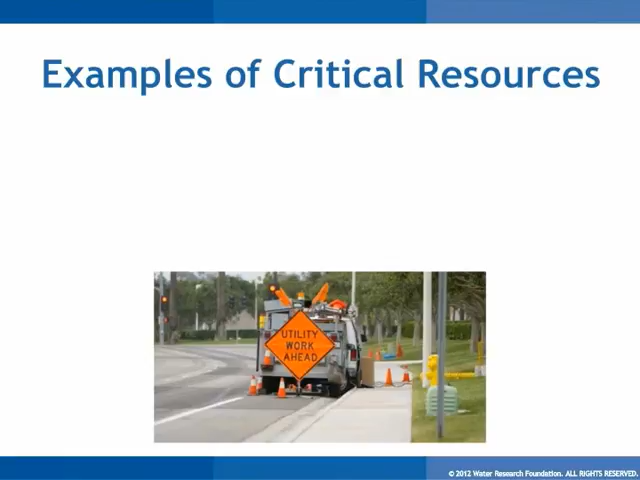 Examples of Critical Resources
UTILITY
WORK
AHEAD
© 2012 Water Research Foundation. ALL RIGHTS RESERVED.